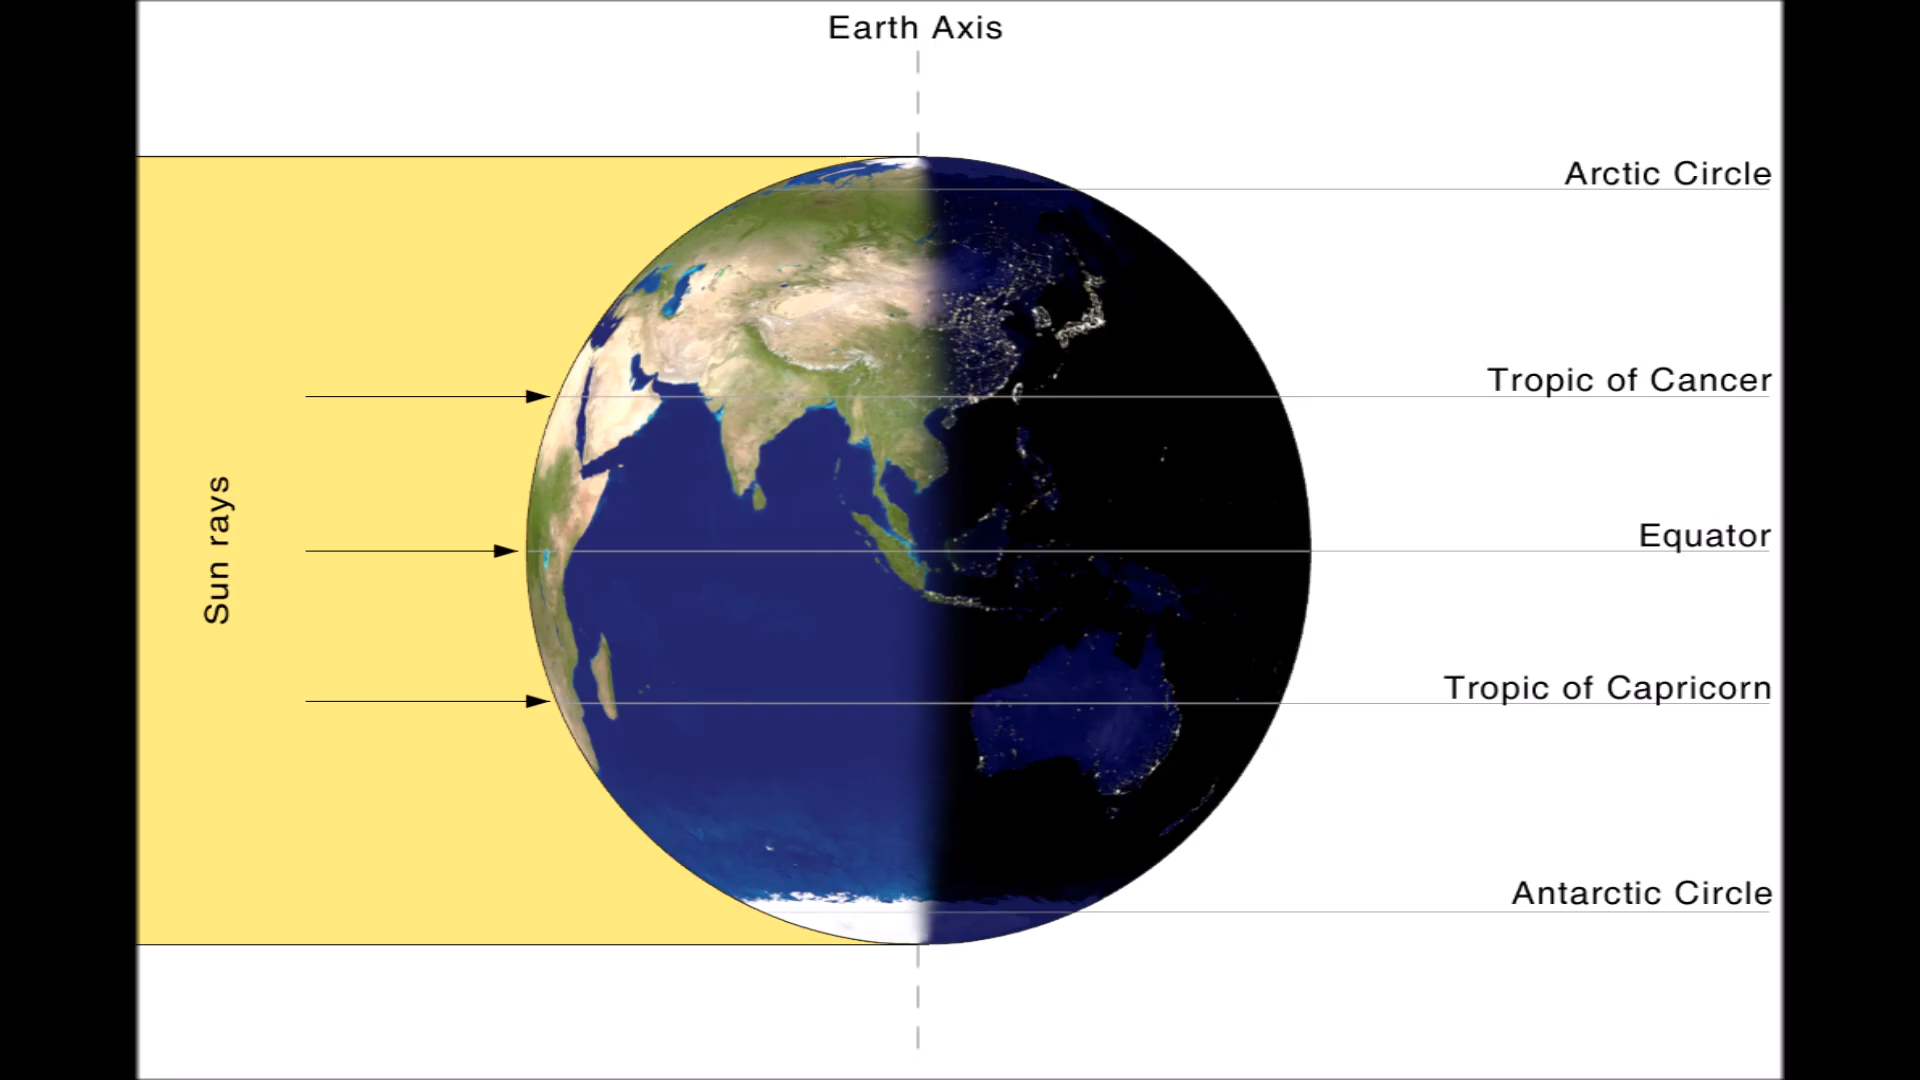 Earth Axis
Arctic Circle
Tropic of Cancer
Sun rays
Equator
Tropic of Capricorn
Antarctic Circle